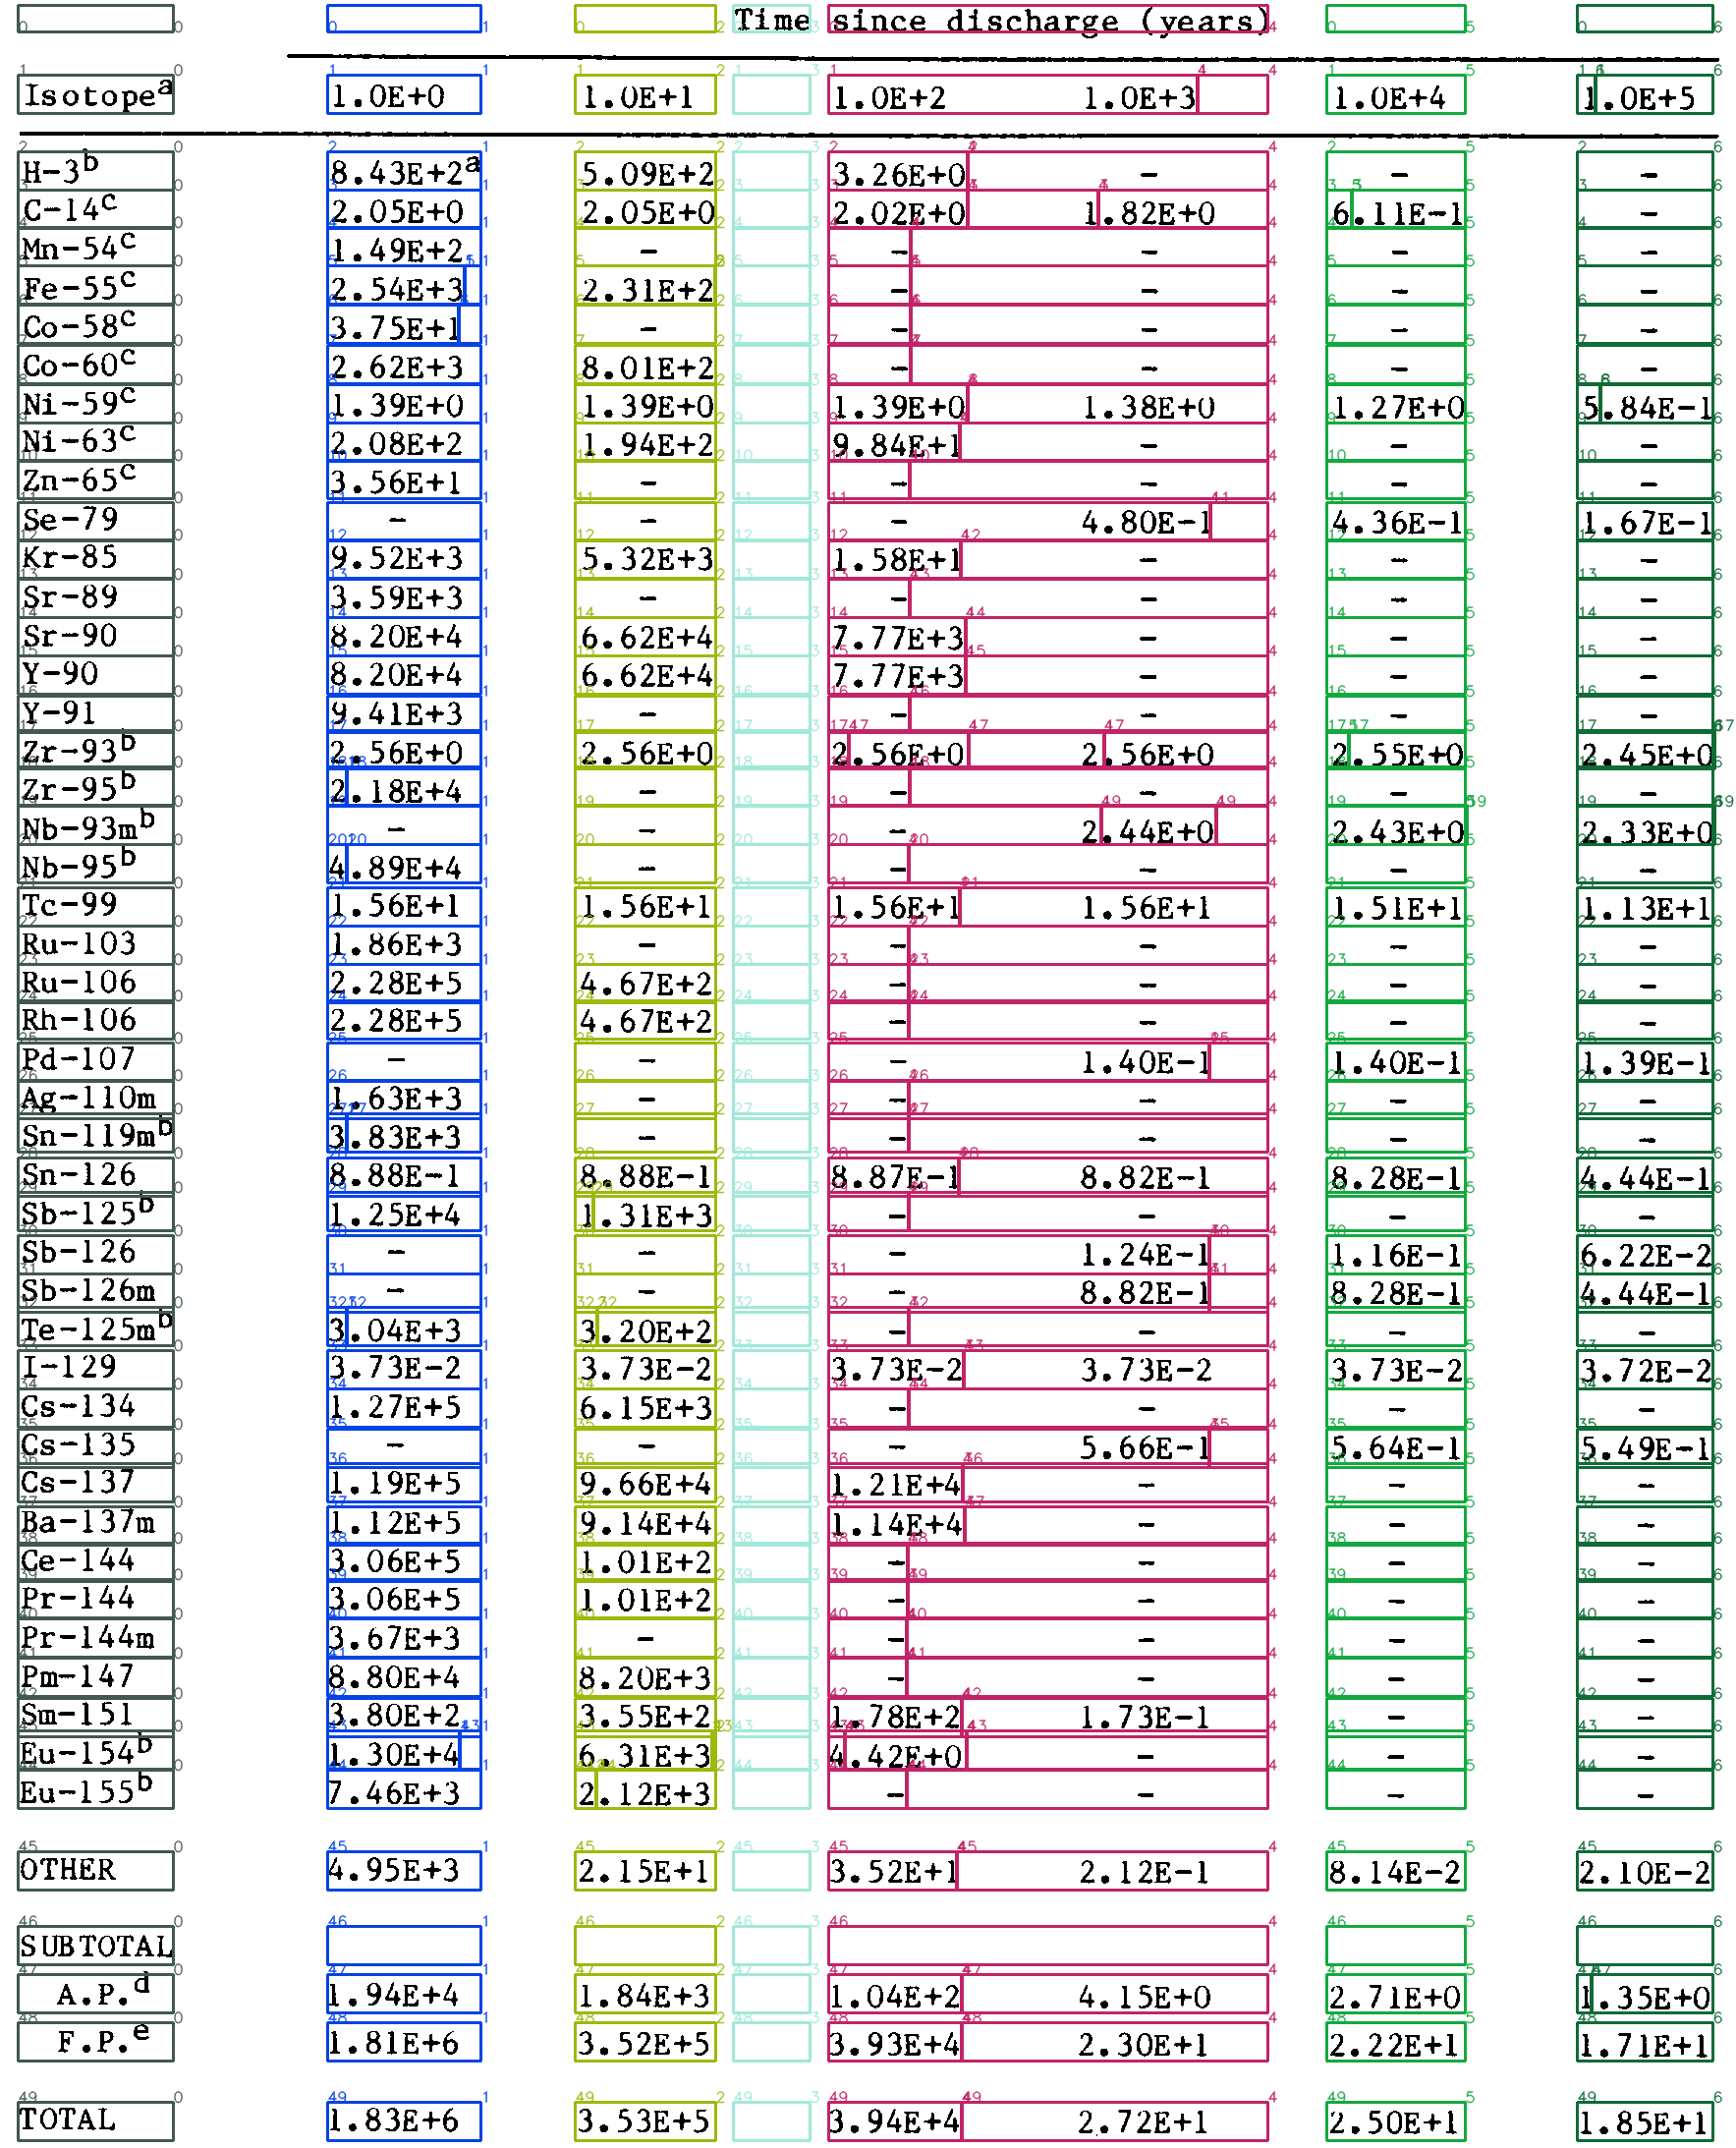 Time since discharge (years)
Isotopea 1.0E+0 1.0E+1 1.0E+2 1.0E+3 1.0E+4 1.0E+5
H-3b 8.43E+2a 5.09E+2 3.26E+0 - - -
C-14c 2.05E+0 2.05E+0 2.02E+0 1.82E+0 6.11E-1 -
Mn-54c 1.49E+2 - - - - -
Fe-55c 2.54E+3 2.31E+2 - - - -
Co-58c 3.75E+1 - - - - -
Co-60c 2.62E+3 8.01E+2 - - - -
Ni-59c 1.39E+0 1.39E+0 1.39E+0 1.38E+0 1.27E+0 5.84E-1
Ni-63c 2.08E+2 1.94E+2 9.84E+1 - - -
Zn-65c 3.56E+1 - - - - -
Se-79 - - - 4.80E-1 4.36E-1 1.67E-1
Kr-85 9.52E+3 5.32E+3 1.58E+1 - - -
Sr-89 3.59E+3 - - - - -
Sr-90 8.20E+4 6.62E+4 7.77E+3 - - -
Y-90 8.20E+4 6.62E+4 7.77E+3 - - -
Y-91 9.41E+3 - - - - -
Zr-93b 2.56E+0 2.56E+0 2.56E+0 2.56E+0 2.55E+0 2.45E+0
Zr-95b 2.18E+4 - - - - -
Nb-93mb - - - 2.44E+0 2.43E+0 2.33E+0
Nb-95b 4.89E+4 - - - - -
Tc-99 1.56E+1 1.56E+1 1.56E+1 1.56E+1 1.51E+1 1.13E+1
Ru-103 1.86E+3 - - - - -
Ru-106 2.28E+5 4.67E+2 - - - -
Rh-106 2.28E+5 4.67E+2 - - - -
Pd-107 - - - 1.40E-1 1.40E-1 1.39E-1
Ag-110m 1.63E+3 - - - - -
Sn-119mb 3.83E+3 - - - - -
Sn-126 8.88E-1 8.88E-1 8.87E-1 8.82E-1 8.28E-1 4.44E-1
Sb-125b 1.25E+4 1.31E+3 - - - -
Sb-126 - - - 1.24E-1 1.16E-1 6.22E-2
Sb-126m - - 8.82E-1 8.28E-1 4.44E-1
Te-125mb 3.04E+3 3.20E+2 - - - -
I-129 3.73E-2 3.73E-2 3.73E-2 3.73E-2 3.73E-2 3.72E-2
Cs-134 1.27E+5 6.15E+3 - - - -
Cs-135 - - - 5.66E-1 5.64E-1 5.49E-1
Cs-137 1.19E+5 9.66E+4 1.21E+4 - - -
Ba-137m 1.12E+5 9.14E+4 1.14E+4 - - -
Ce-144 3.06E+5 1.01E+2 - - - -
Pr-144 3.06E+5 1.01E+2 - - - -
Pr-144m 3.67E+3 - - - - -
Pm-147 8.80E+4 8.20E+3 - - - -
Sm-151 3.80E+2 3.55E+2 1.78E+2 1.73E-1 - -
Eu-154b 1.30E+4 6.31E+3 4.42E+0 - - -
Eu-155b 7.46E+3 2.12E+3 - - - -
OTHER 4.95E+3 2.15E+1 3.52E+1 2.12E-1 8.14E-2 2.10E-2
SUBTOTAL
A.P.d 1.94E+4 1.84E+3 1.04E+2 4.15E+0 2.71E+0 1.35E+0
F.P.e 1.81E+6 3.52E+5 3.93E+4 2.30E+1 2.22E+1 1.71E+1
TOTAL 1.83E+6 3.53E+5 3.94E+4 2.72E+1 2.50E+1 1.85E+1